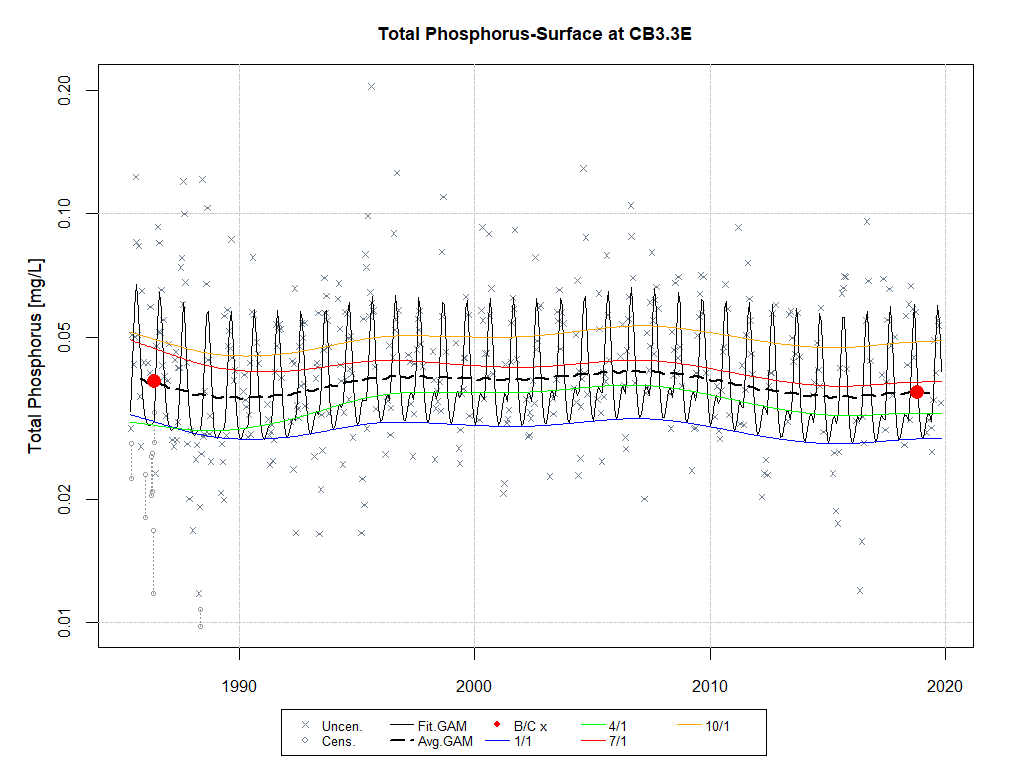 Total Phosphorus-Surface at CB3.3E
Total Phosphorus [mg/L]
0.20
0.10
0.05
0.02
0.01
1990 2000 2010 2020
Uncen. Fit.GAM B/C x 4/1 10/1
Cens. Avg.GAM 1/1 7/1